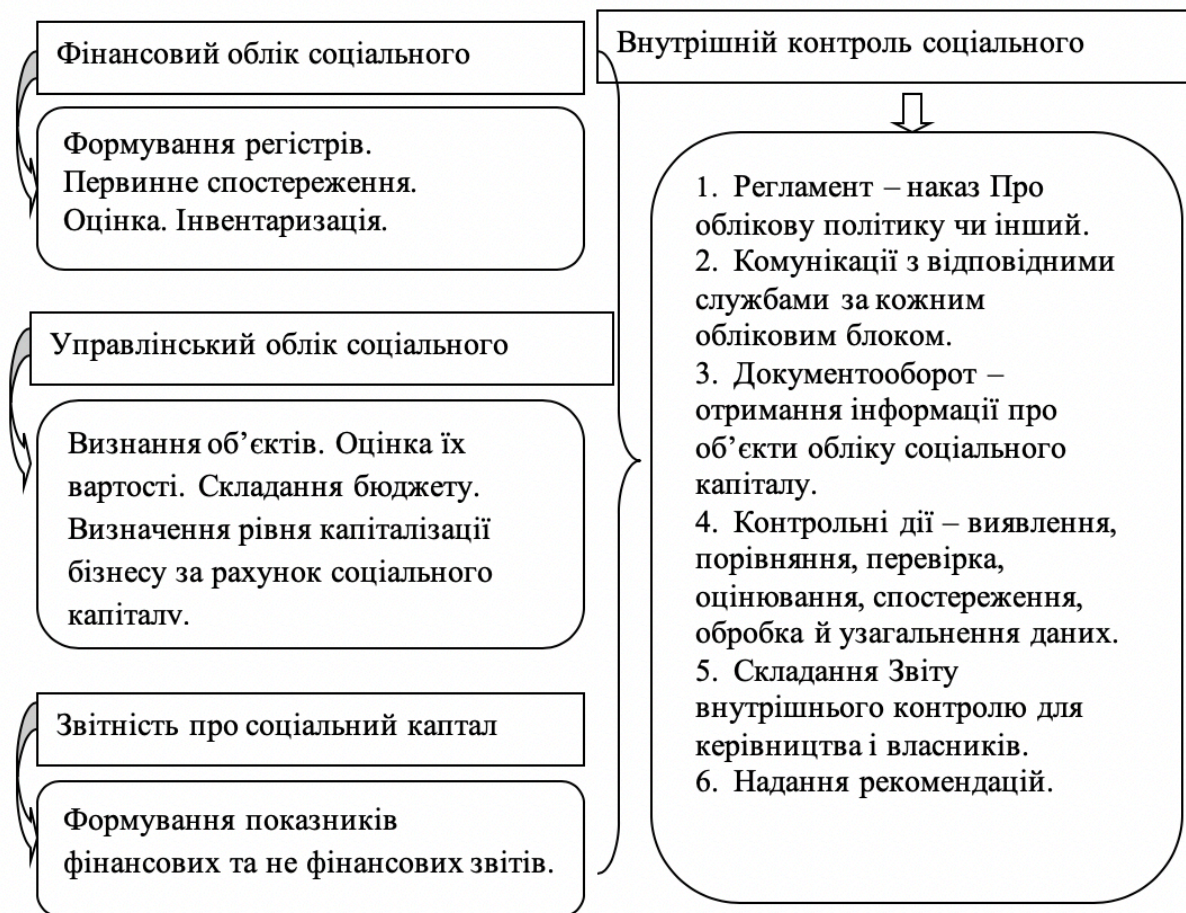 Фінансовий облік соціального
Формування регістрів.
Первинне спостереження.
Оцінка. Інвентаризація.
Управлінський облік соціального
Визнання об’єктів. Оцінка їх
вартості. Складання бюджету.
Визначення рівня капіталізації
бізнесу за рахунок соціального
капіталу.
Звітність про соціальний каптал
Формування показників
фінансових та не фінансових звітів.
Внутрішній контроль соціального
1. Регламент – наказ Про
облікову політику чи інший.
2. Комунікації з відповідними
службами за кожним
обліковим блоком.
3. Документооборот –
отримання інформації про
об’єкти обліку соціального
капіталу.
4. Контрольні дії – виявлення,
порівняння, перевірка,
оцінювання, спостереження,
обробка й узагальнення даних.
5. Складання Звіту
внутрішнього контролю для
керівництва і власників.
6. Надання рекомендацій.